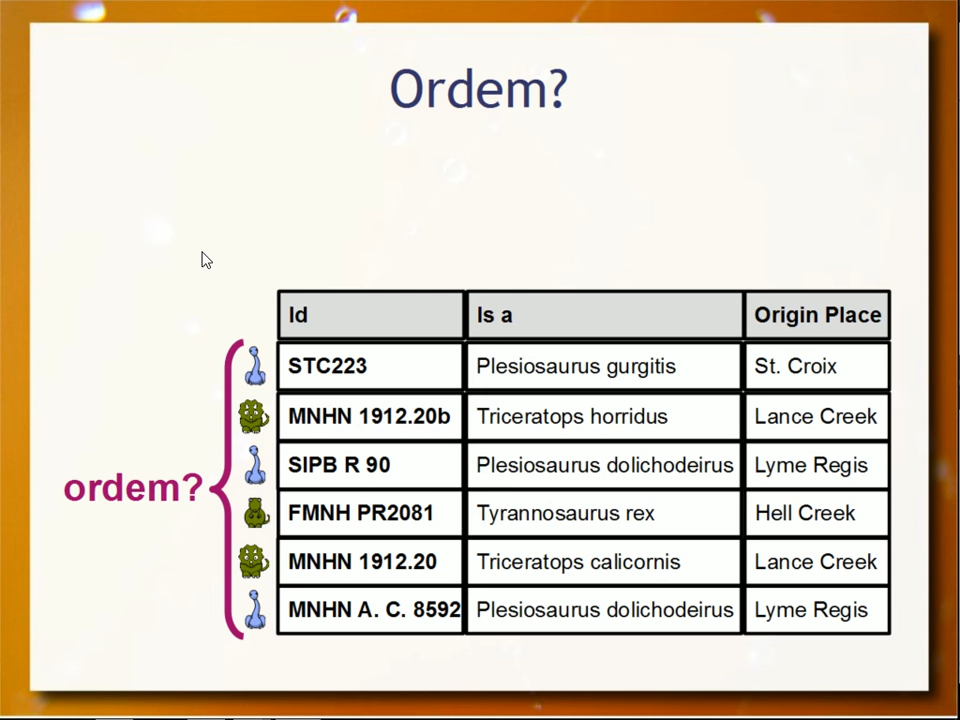 Ordem?
Id Is a Origin Place
STC223 Plesiosaurus gurgitis St. Croix
MNHN 1912.20b Triceratops horridus Lance Creek
SIPB R 90 Plesiosaurus dolichodeirus Lyme Regis
ordem?
FMNH PR2081 Tyrannosaurus rex Hell Creek
MNHN 1912.20 Triceratops calicornis Lance Creek
MNHN A. C. 8592 Plesiosaurus dolichodeirus Lyme Regis